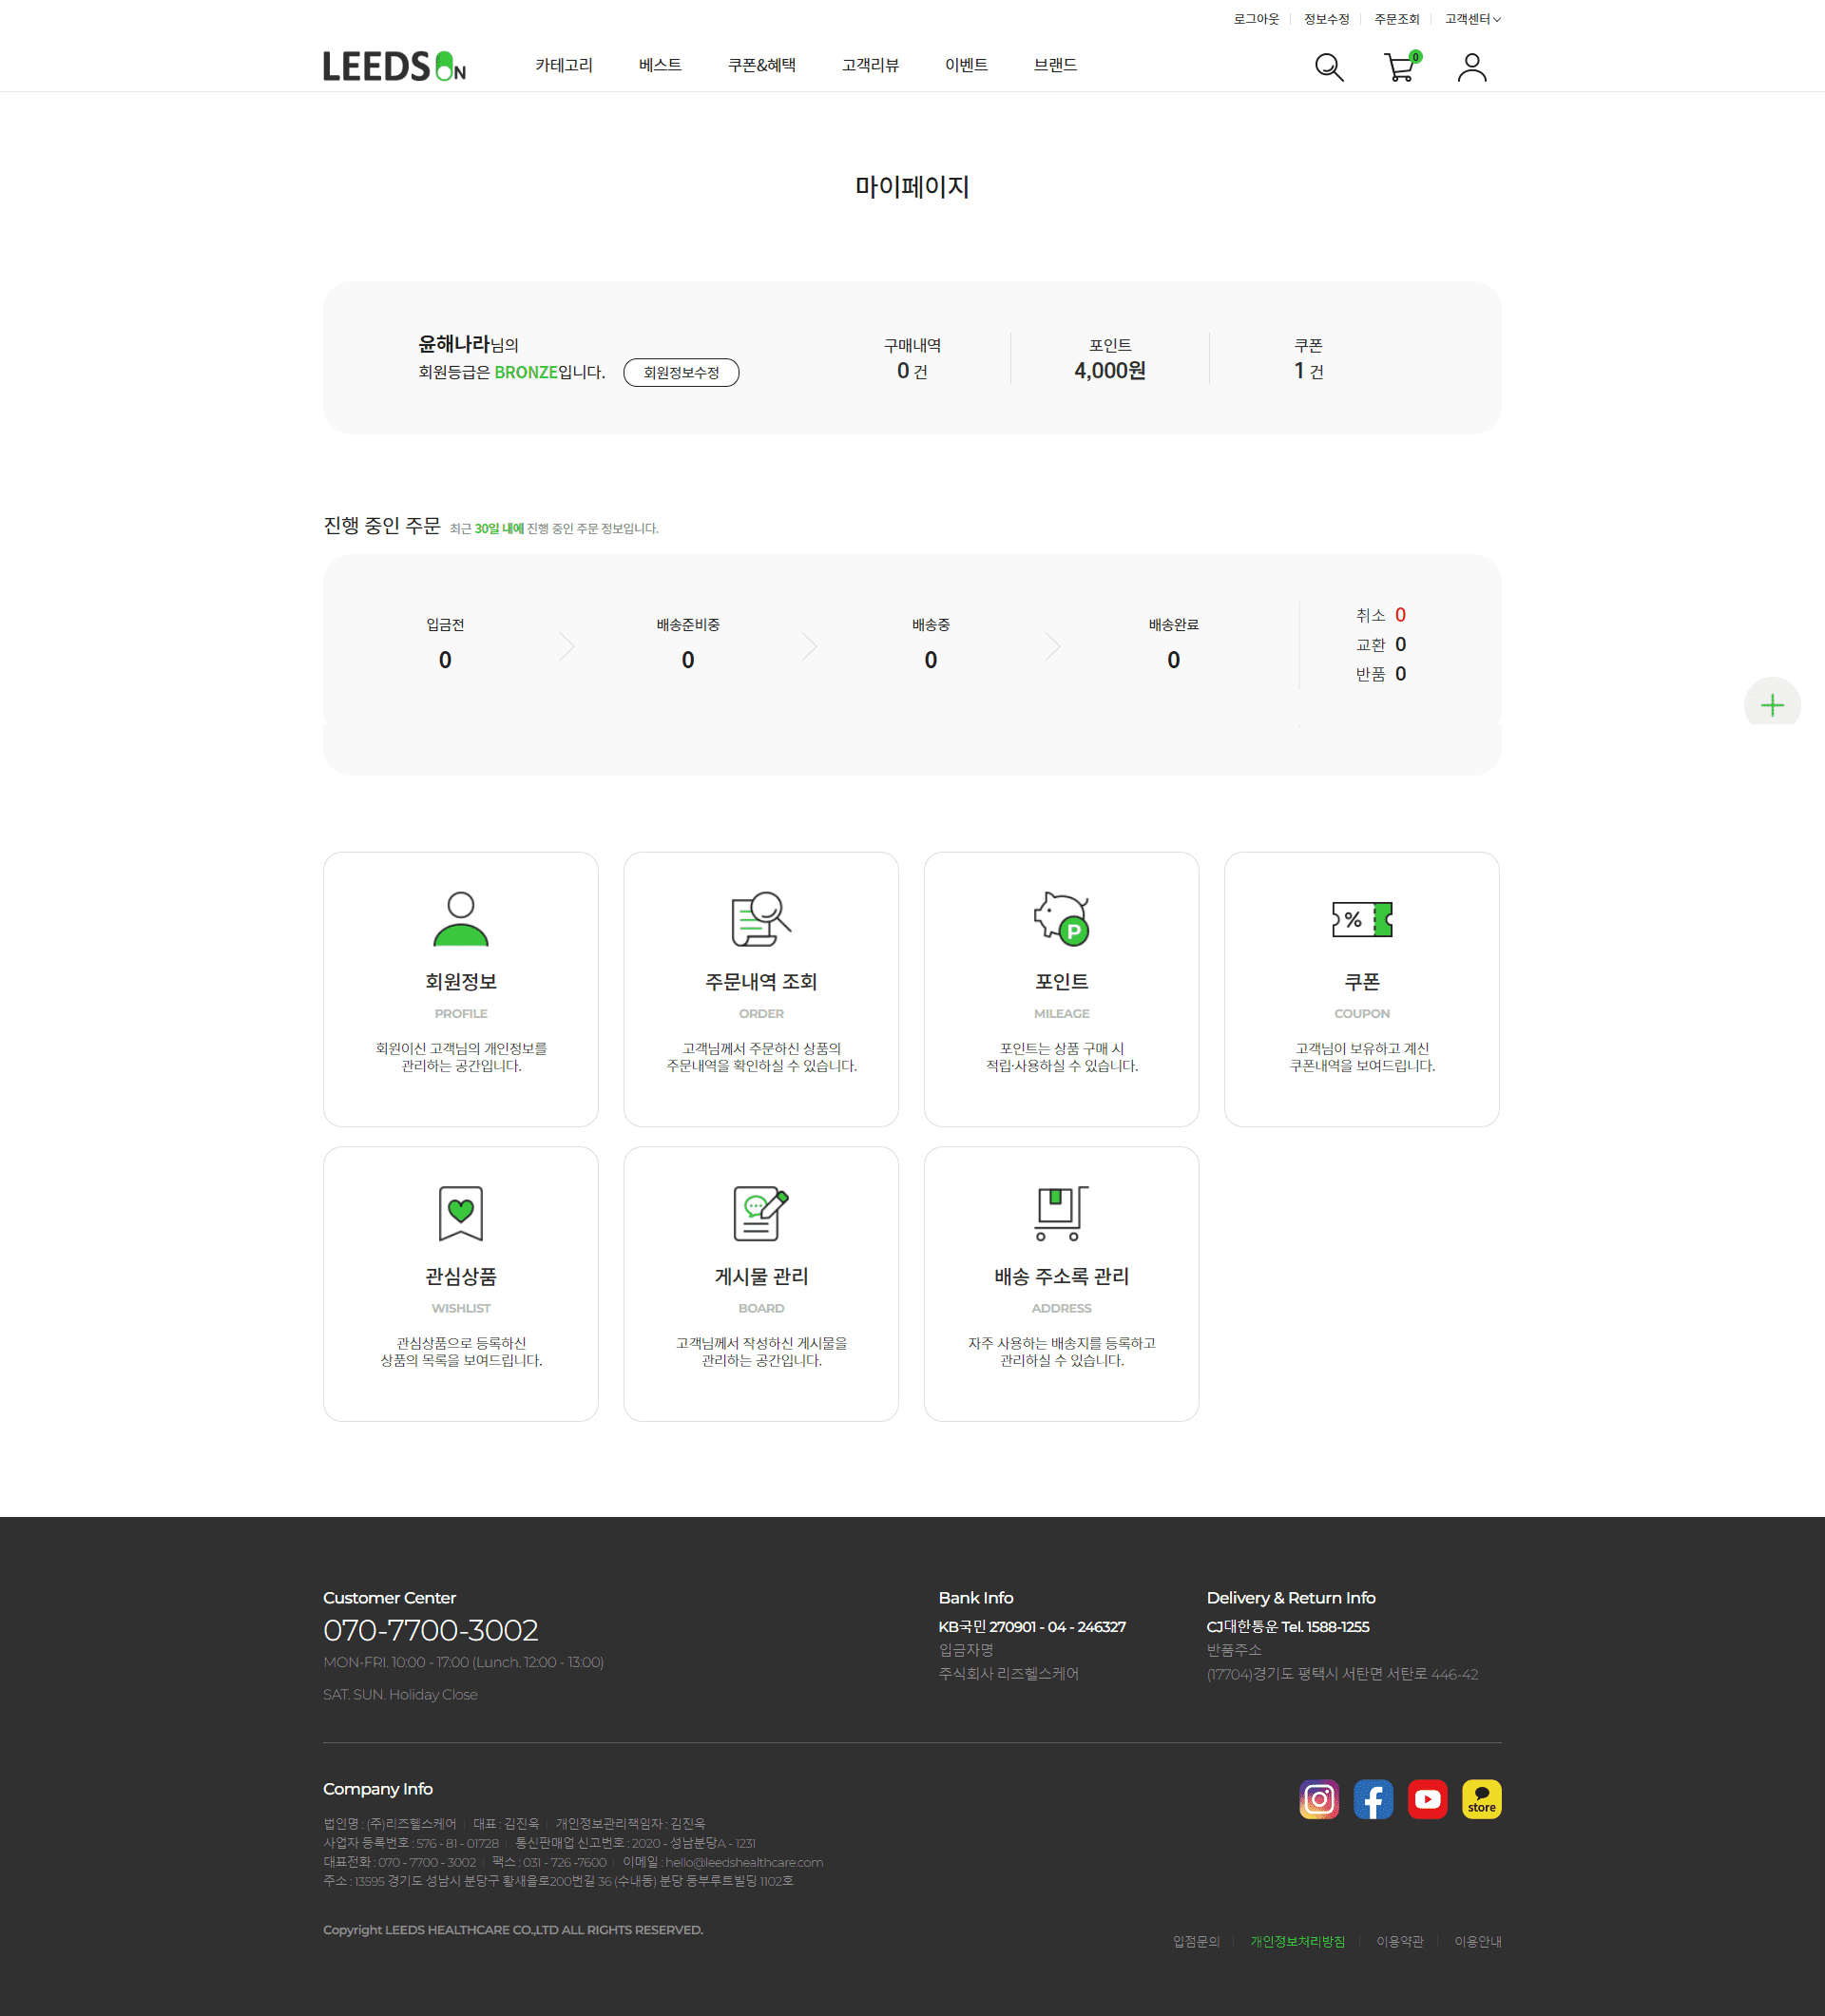 로그아웃 정보수정 주문조회 고객센터
LEEDS ON 카테고리 베스트 쿠폰&혜택 고객리뷰 이벤트 브랜드 0
마이페이지
윤해나라님의
회원등급은 BRONZE입니다. 회원정보수정
구매내역 포인트 쿠폰
0 건 4,000원 1 건
진행 중인 주문 최근 30일 내에 진행 중인 주문 정보입니다.
입금전 배송준비중 배송중 배송완료
0 0 0 0
취소 0
교환 0
반품 0
P
%
회원정보 주문내역 조회 포인트 쿠폰
PROFILE ORDER MILEAGE COUPON
회원이신 고객님의 개인정보를
관리하는 공간입니다.
고객님께서 주문하신 상품의
주문내역을 확인하실 수 있습니다.
포인트는 상품 구매 시
적립·사용하실 수 있습니다.
고객님이 보유하고 계신
쿠폰내역을 보여드립니다.
관심상품 게시물 관리 배송 주소록 관리
WISHLIST BOARD ADDRESS
관심상품으로 등록하신
상품의 목록을 보여드립니다.
고객님께서 작성하신 게시물을
관리하는 공간입니다.
자주 사용하는 배송지를 등록하고
관리하실 수 있습니다.
Customer Center
070-7700-3002
MON-FRI. 10:00 - 17:00 (Lunch. 12:00 - 13:00)
SAT. SUN. Holiday Close
Bank Info
KB국민 270901 - 04 - 246327
입금자명
주식회사 리즈헬스케어
Delivery & Return Info
CJ대한통운 Tel. 1588-1255
반품주소
(17704)경기도 평택시 서탄면 서탄로 446-42
Company Info
store
법인명 : (주)리즈헬스케어 대표 : 김진욱 개인정보관리책임자 : 김진욱
사업자 등록번호 : 576 - 81 - 01728 통신판매업 신고번호 : 2020 - 성남분당A - 1231
대표전화 : 070 - 7700 - 3002 팩스 : 031 - 726 -7600 이메일 : hello@leedshealthcare.com
주소 : 13595 경기도 성남시 분당구 황새울로200번길 36 (수내동) 분당 동부루트빌딩 1102호
Copyright LEEDS HEALTHCARE CO.,LTD ALL RIGHTS RESERVED.
입점문의 개인정보처리방침 이용약관 이용안내